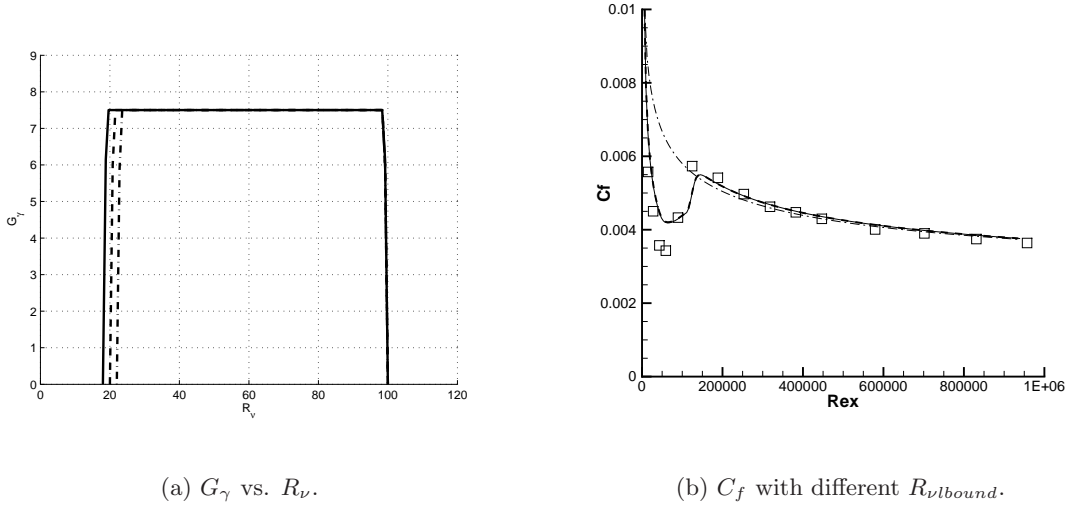 9
8
7
6
5
4
3
2
1
0
G_γ
0 20 40 60 80 100 120
R_ν
0.01
0.008
0.006
0.004
0.002
0
Cf
0 200000 400000 600000 800000 1E+06
Rex
(a) G_γ vs. R_ν.
(b) C_f with different R_{νlbound}.